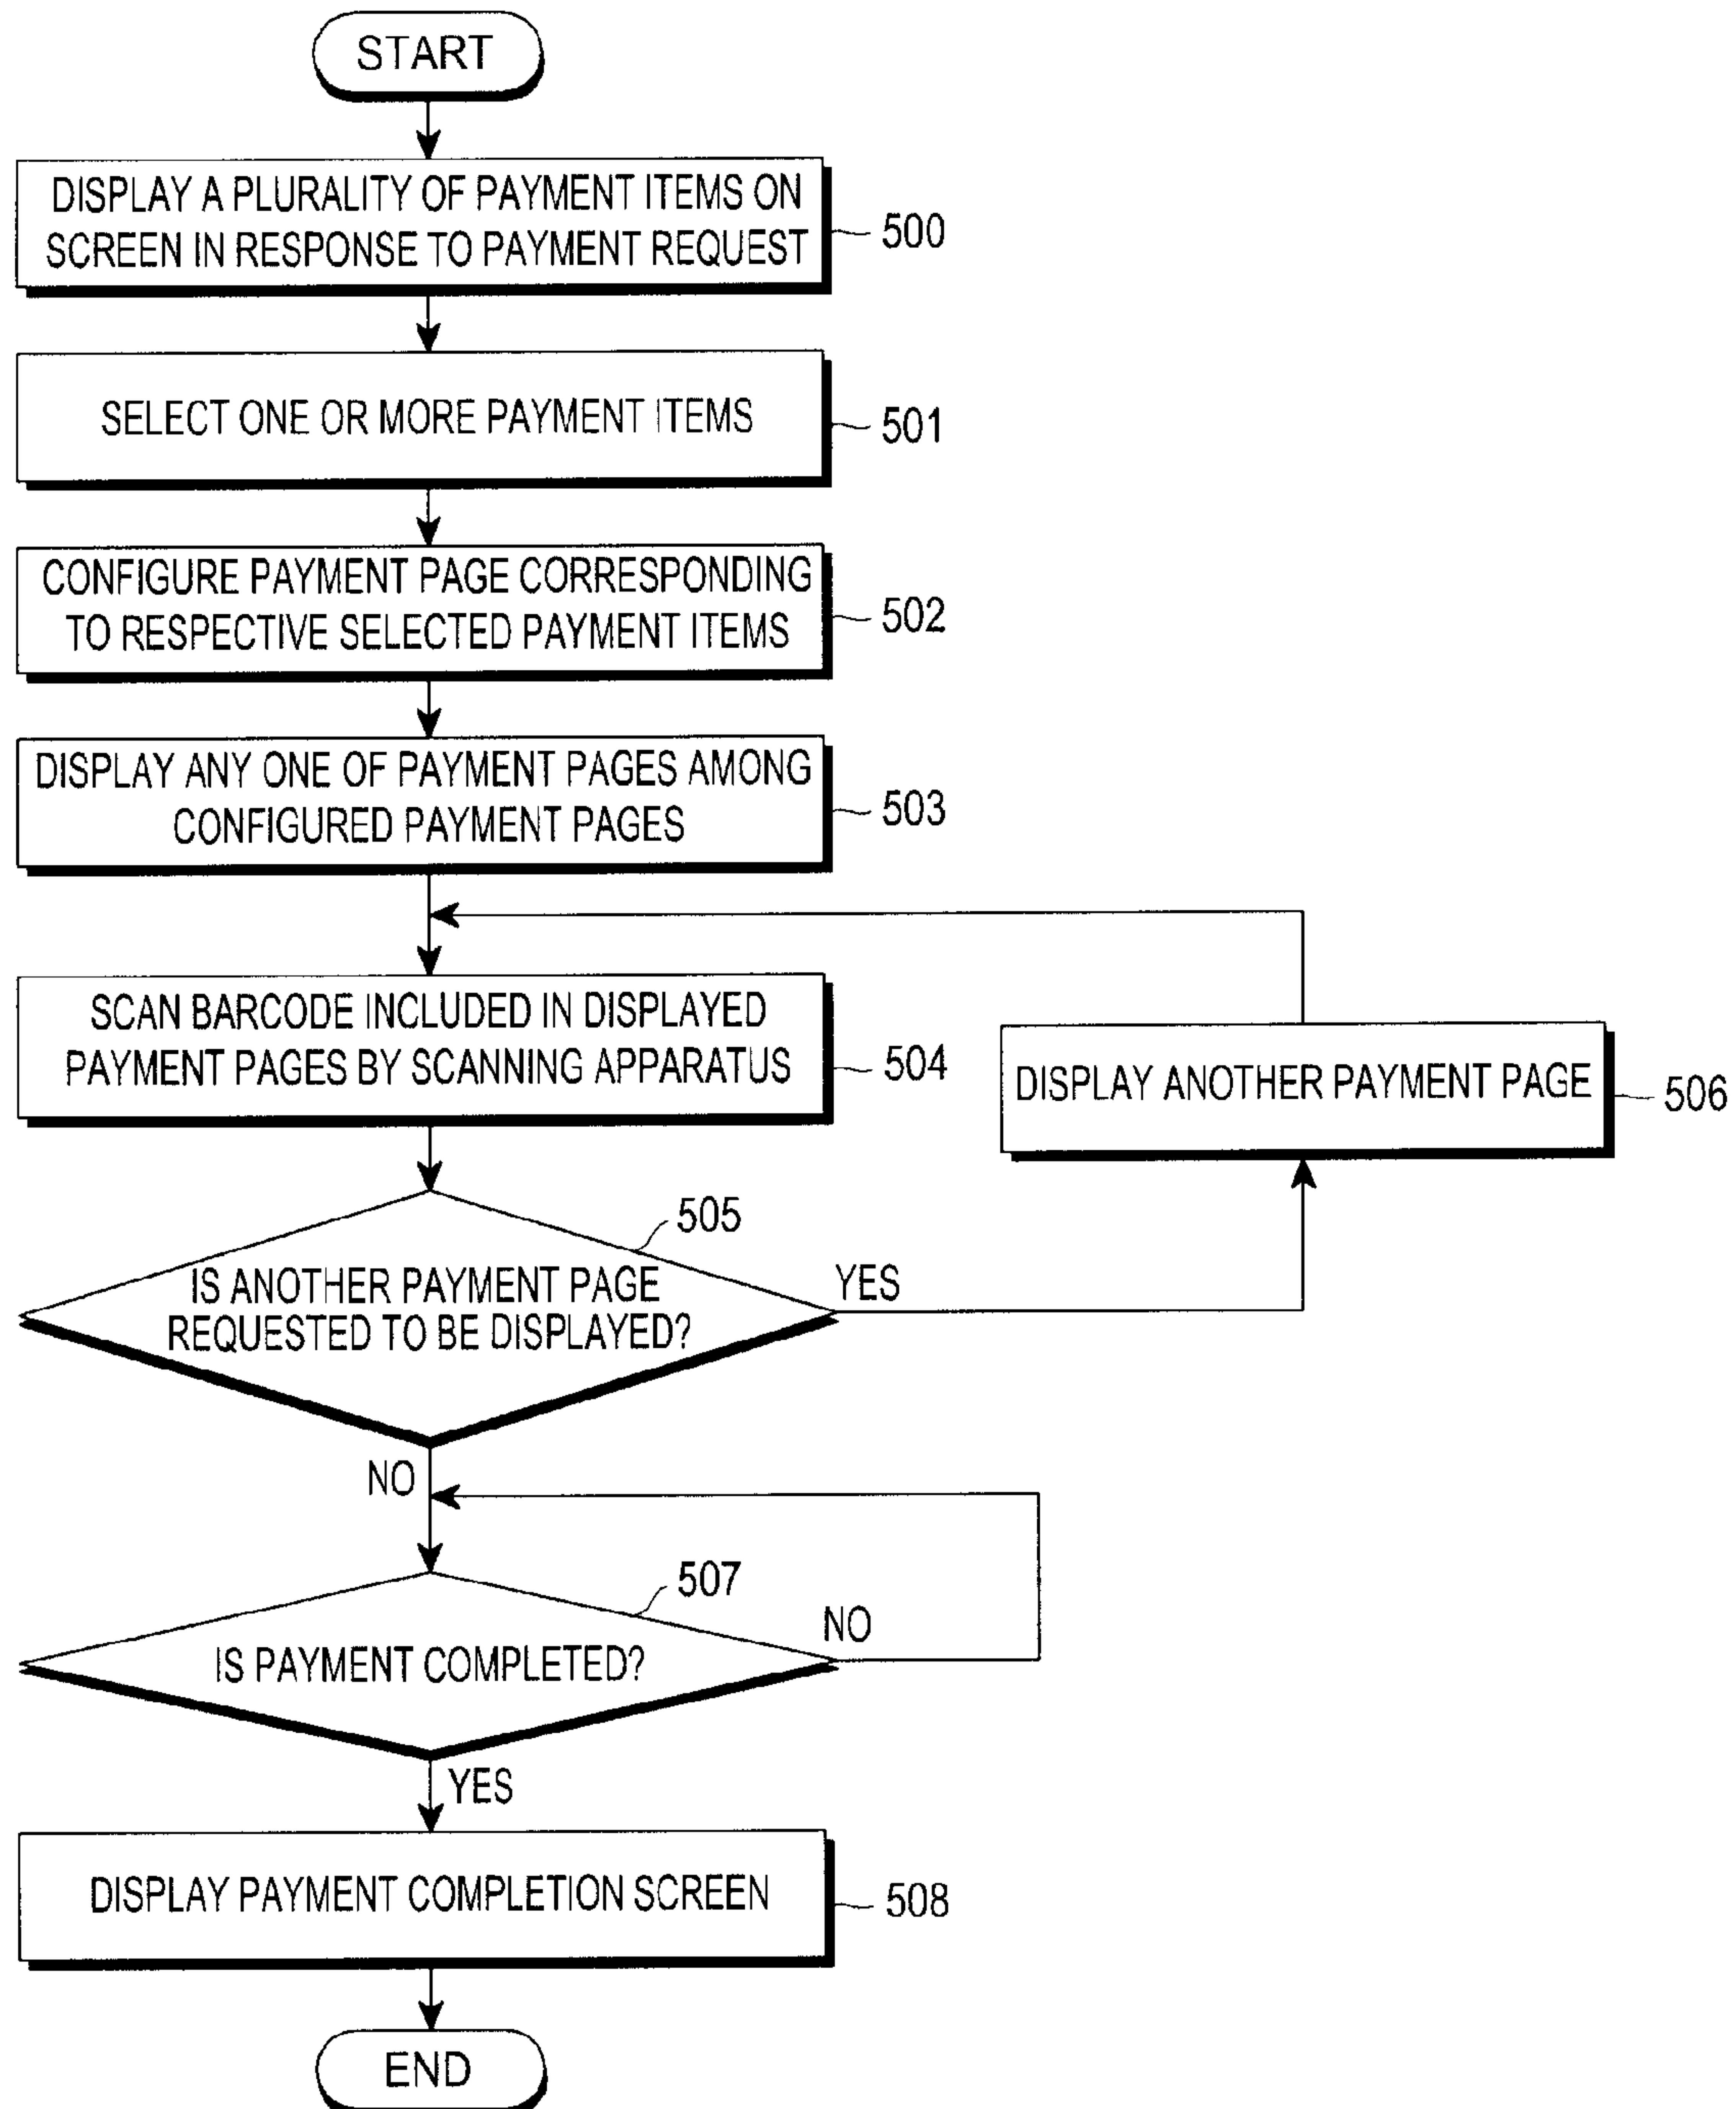 START
DISPLAY A PLURALITY OF PAYMENT ITEMS ON
SCREEN IN RESPONSE TO PAYMENT REQUEST
500
SELECT ONE OR MORE PAYMENT ITEMS
501
CONFIGURE PAYMENT PAGE CORRESPONDING
TO RESPECTIVE SELECTED PAYMENT ITEMS
502
DISPLAY ANY ONE OF PAYMENT PAGES AMONG
CONFIGURED PAYMENT PAGES
503
SCAN BARCODE INCLUDED IN DISPLAYED
PAYMENT PAGES BY SCANNING APPARATUS
504
DISPLAY ANOTHER PAYMENT PAGE
506
505
IS ANOTHER PAYMENT PAGE
REQUESTED TO BE DISPLAYED?
YES
NO
507
IS PAYMENT COMPLETED?
NO
YES
DISPLAY PAYMENT COMPLETION SCREEN
508
END